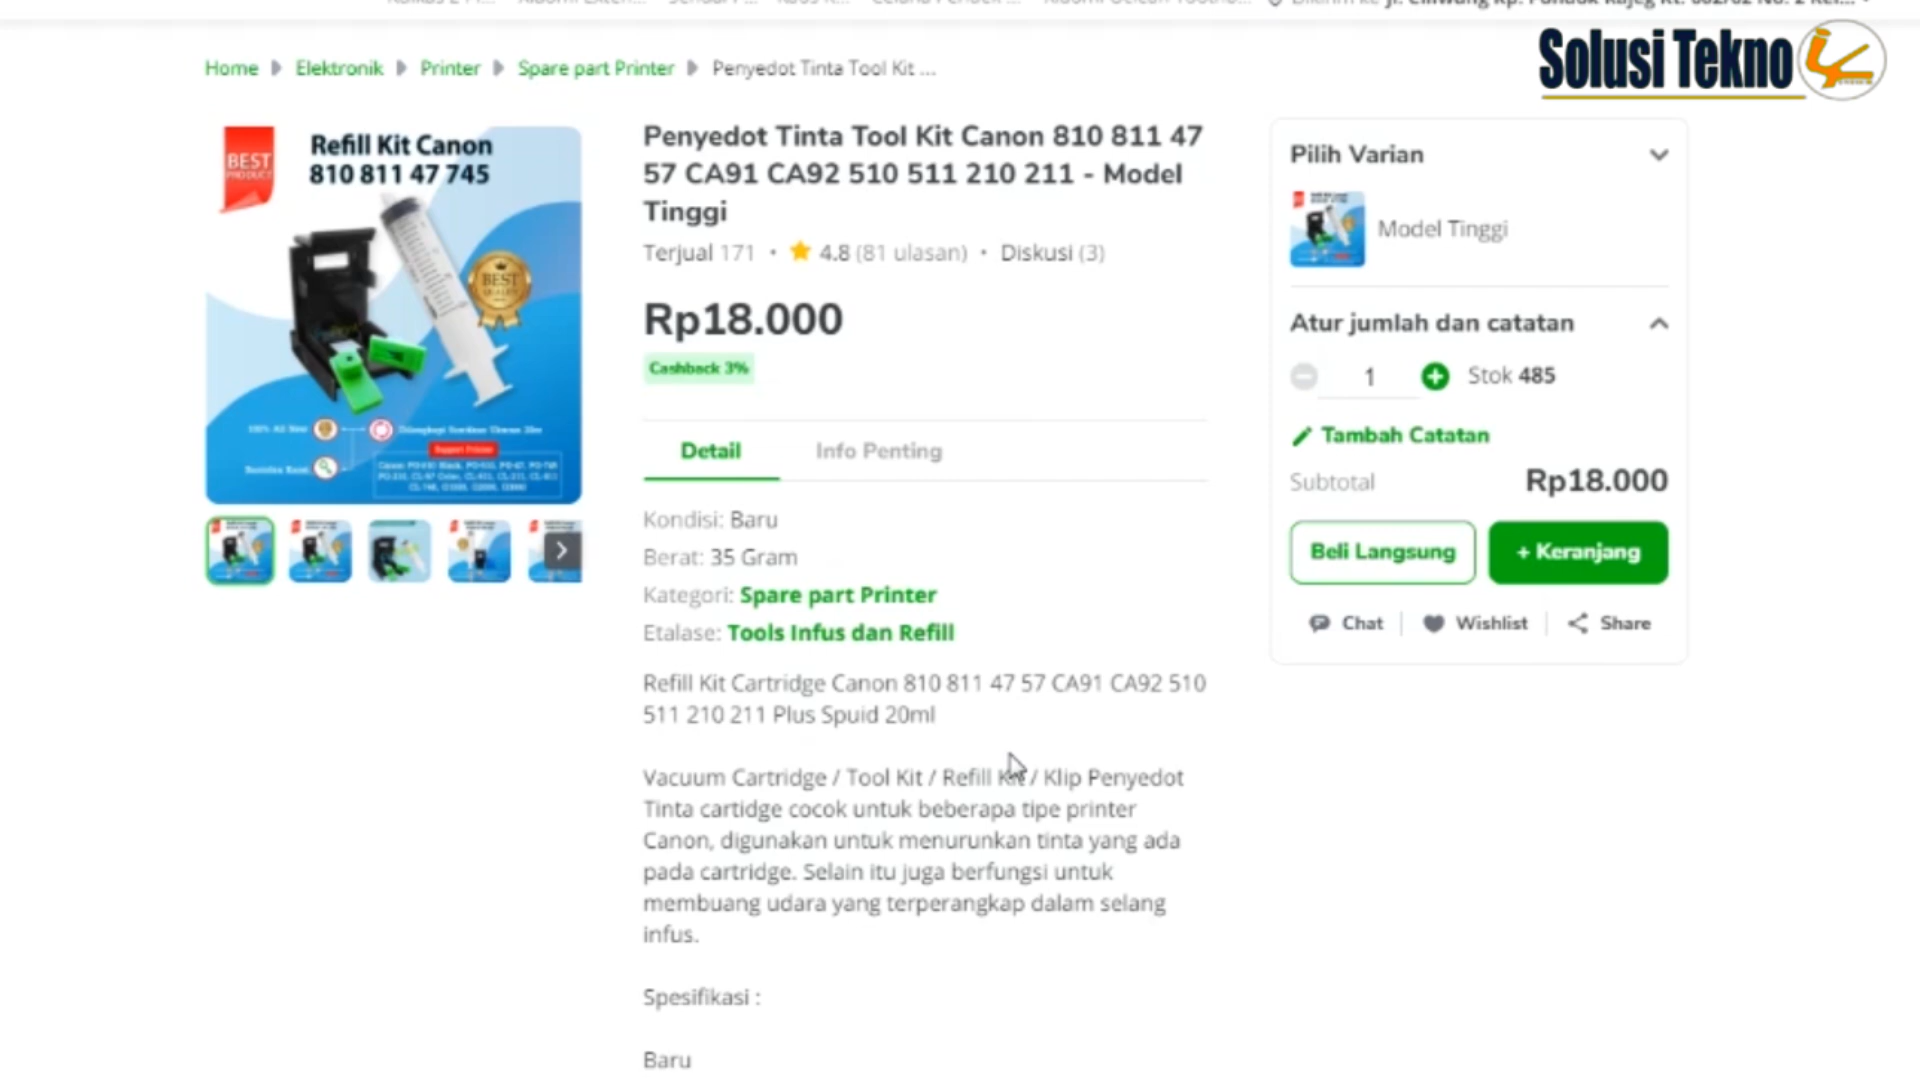 Solusi Tekno
Home Elektronik Printer Spare part Printer Penyedot Tinta Tool Kit ...
BEST
PRODUCT
Refill Kit Canon
810 811 47 745
BEST
QUALITY
Support Printer
Penyedot Tinta Tool Kit Canon 810 811 47
57 CA91 CA92 510 511 210 211 - Model
Tinggi
Terjual 171 • 4.8 (81 ulasan) • Diskusi (3)
Rp18.000
Cashback 3%
Detail Info Penting
Kondisi: Baru
Berat: 35 Gram
Kategori: Spare part Printer
Etalase: Tools Infus dan Refill
Refill Kit Cartridge Canon 810 811 47 57 CA91 CA92 510
511 210 211 Plus Spuid 20ml
Vacuum Cartridge / Tool Kit / Refill Kit / Klip Penyedot
Tinta cartidge cocok untuk beberapa tipe printer
Canon, digunakan untuk menurunkan tinta yang ada
pada cartridge. Selain itu juga berfungsi untuk
membuang udara yang terperangkap dalam selang
infus.
Spesifikasi :
Baru
Pilih Varian
Model Tinggi
Atur jumlah dan catatan
1 Stok 485
Tambah Catatan
Subtotal Rp18.000
Beli Langsung + Keranjang
Chat Wishlist Share